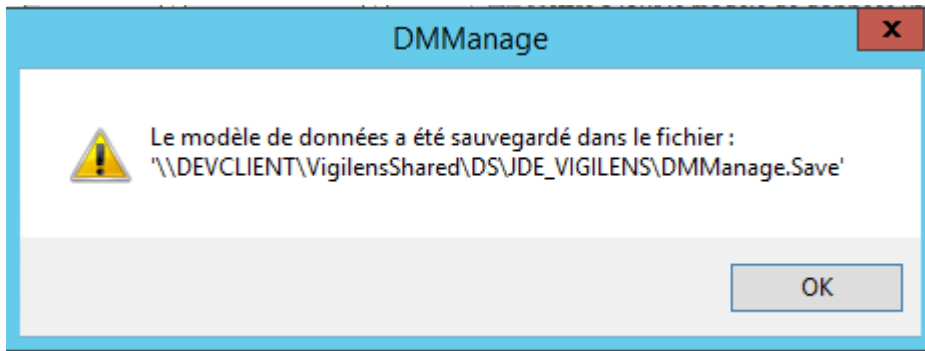 DMManage
x
Le modèle de données a été sauvegardé dans le fichier :
'\\DEVCLIENT\VigilensShared\DS\JDE_VIGILENS\DMManage.Save'
OK